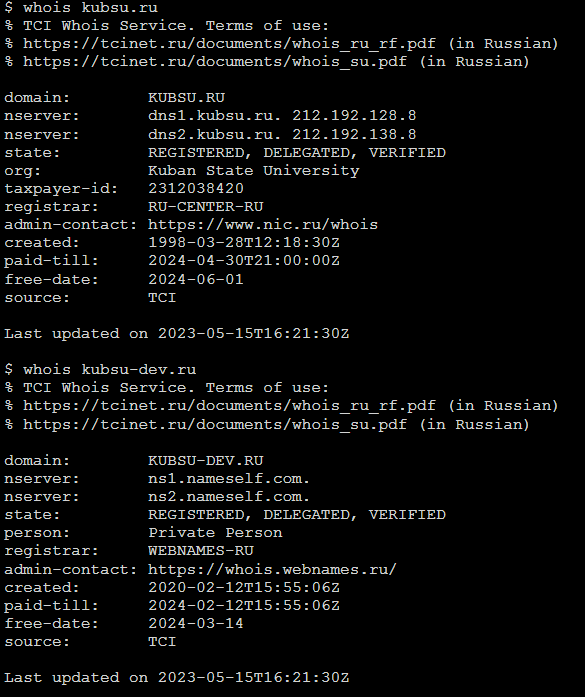 $ whois kubsu.ru
% TCI Whois Service. Terms of use:
% https://tcinet.ru/documents/whois_ru_rf.pdf (in Russian)
% https://tcinet.ru/documents/whois_su.pdf (in Russian)

domain:        KUBSU.RU
nserver:       dns1.kubsu.ru. 212.192.128.8
nserver:       dns2.kubsu.ru. 212.192.138.8
state:         REGISTERED, DELEGATED, VERIFIED
org:           Kuban State University
taxpayer-id:   2312038420
registrar:     RU-CENTER-RU
admin-contact: https://www.nic.ru/whois
created:       1998-03-28T12:18:30Z
paid-till:     2024-04-30T21:00:00Z
free-date:     2024-06-01
source:        TCI

Last updated on 2023-05-15T16:21:30Z

$ whois kubsu-dev.ru
% TCI Whois Service. Terms of use:
% https://tcinet.ru/documents/whois_ru_rf.pdf (in Russian)
% https://tcinet.ru/documents/whois_su.pdf (in Russian)

domain:        KUBSU-DEV.RU
nserver:       ns1.nameself.com.
nserver:       ns2.nameself.com.
state:         REGISTERED, DELEGATED, VERIFIED
person:        Private Person
registrar:     WEBNAMES-RU
admin-contact: https://whois.webnames.ru/
created:       2020-02-12T15:55:06Z
paid-till:     2024-02-12T15:55:06Z
free-date:     2024-03-14
source:        TCI

Last updated on 2023-05-15T16:21:30Z